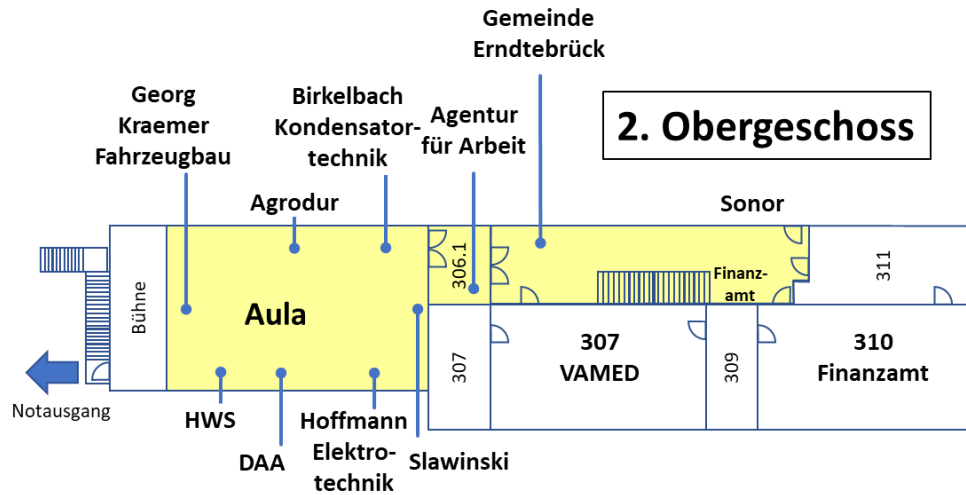 Gemeinde
Erndtebrück
2. Obergeschoss
Georg
Kraemer
Fahrzeugbau
Birkelbach
Kondensator-
technik
Agentur
für Arbeit
Agrodur
Sonor
Bühne
Aula
306.1
Finanz-
amt
311
307
307
VAMED
309
310
Finanzamt
Notausgang
HWS
DAA
Hoffmann
Elektro-
technik
Slawinski